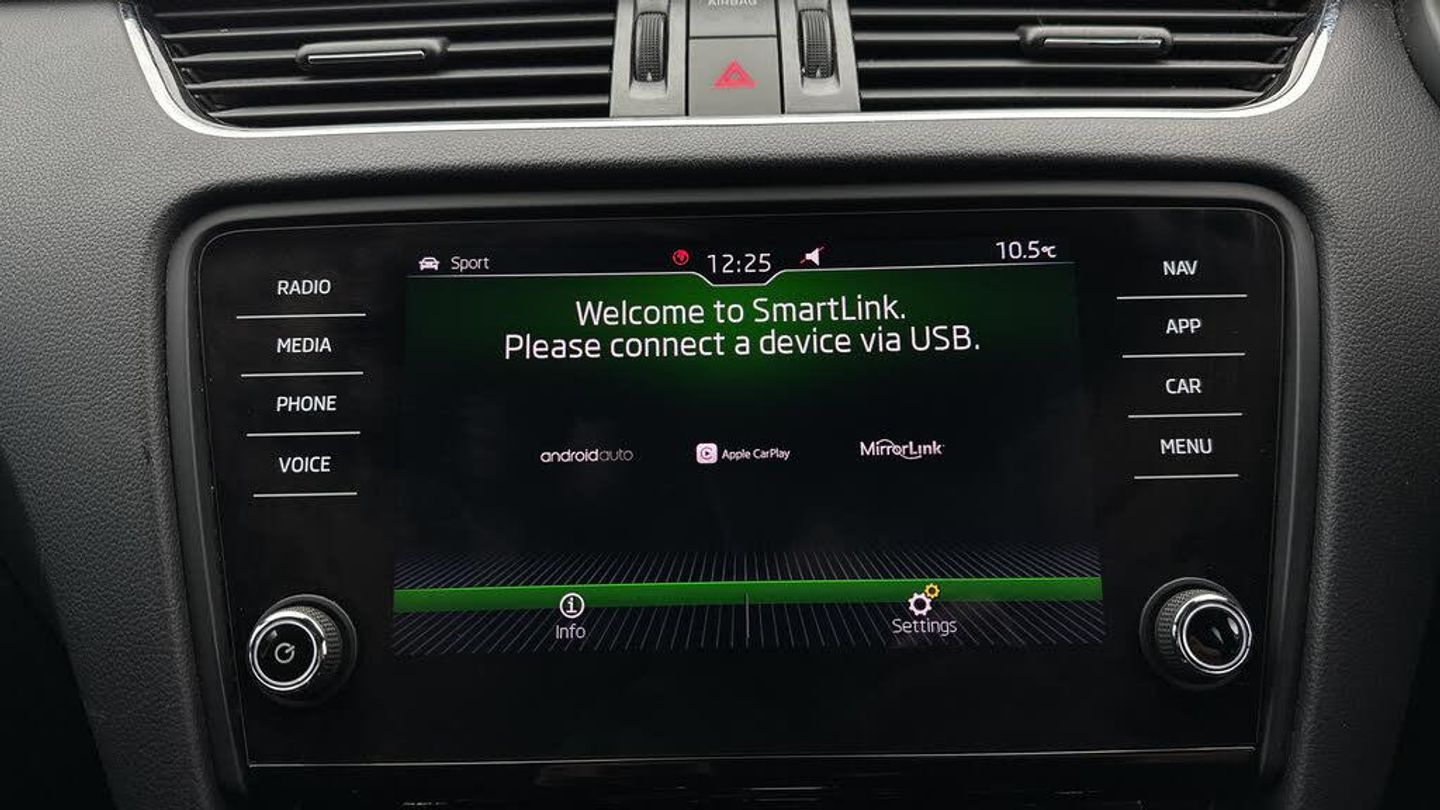 AIRBAG
RADIO
MEDIA
PHONE
VOICE
Sport
12:25
10.5°C
Welcome to SmartLink.
Please connect a device via USB.
androidauto
Apple CarPlay
MirrorLink
Info
Settings
NAV
APP
CAR
MENU